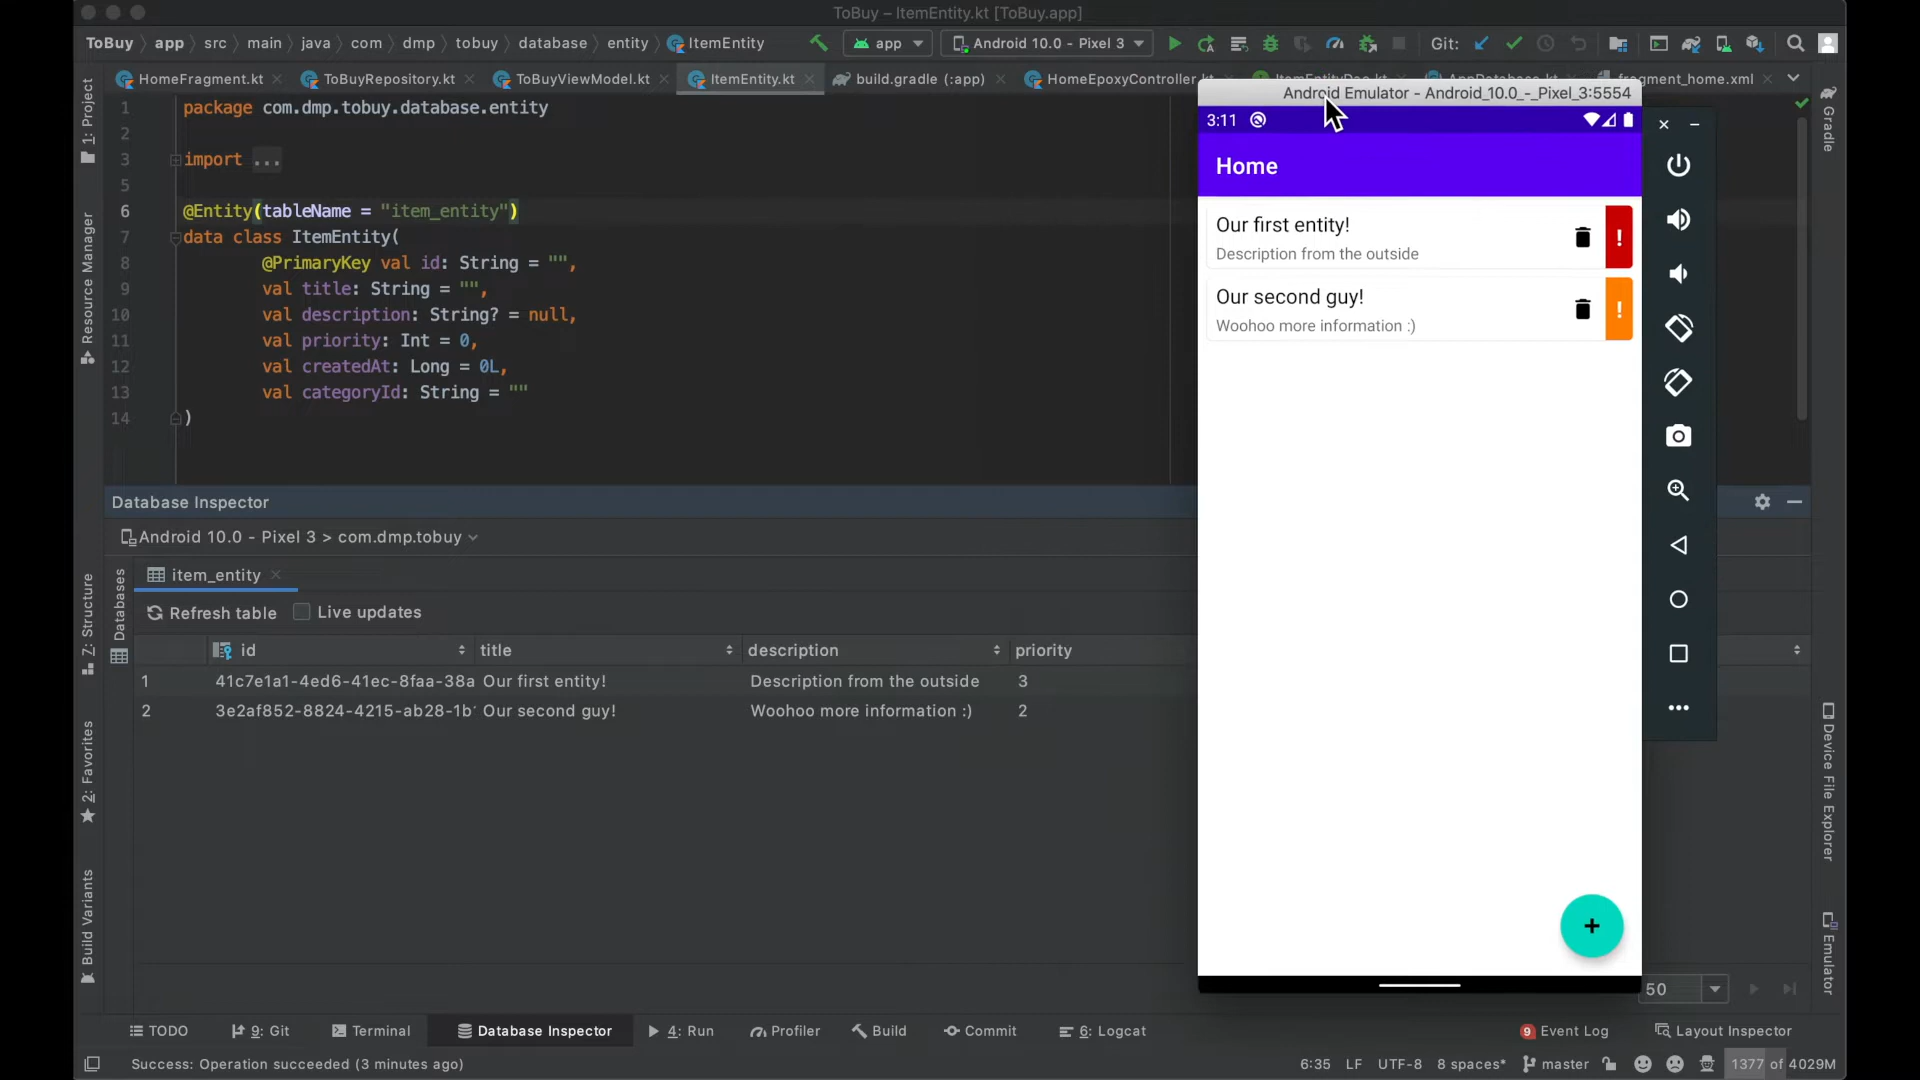 ToBuy – ItemEntity.kt [ToBuy.app]
ToBuy app src main java com dmp tobuy database entity ItemEntity app Android 10.0 - Pixel 3 Git:
HomeFragment.kt ToBuyRepository.kt ToBuyViewModel.kt ItemEntity.kt build.gradle (:app) HomeEpoxyController.kt fragment_home.xml
1: Project
Resource Manager
Z: Structure
2: Favorites
Build Variants
1 package com.dmp.tobuy.database.entity
2
3 import ...
5
6 @Entity(tableName = "item_entity")
7 data class ItemEntity(
8 @PrimaryKey val id: String = "",
9 val title: String = "",
10 val description: String? = null,
11 val priority: Int = 0,
12 val createdAt: Long = 0L,
13 val categoryId: String = ""
14 )
Database Inspector
Android 10.0 - Pixel 3 > com.dmp.tobuy
Databases
item_entity
Refresh table Live updates
id title description priority
1 41c7e1a1-4ed6-41ec-8faa-38a Our first entity! Description from the outside 3
2 3e2af852-8824-4215-ab28-1b Our second guy! Woohoo more information :) 2
Android Emulator - Android_10.0_-_Pixel_3:5554
3:11
Home
Our first entity!
Description from the outside
!
Our second guy!
Woohoo more information :)
!
+
50
Gradle
Device File Explorer
Emulator
TODO 9: Git Terminal Database Inspector 4: Run Profiler Build Commit 6: Logcat 9 Event Log Layout Inspector
Success: Operation succeeded (3 minutes ago) 6:35 LF UTF-8 8 spaces* master 1377 of 4029M